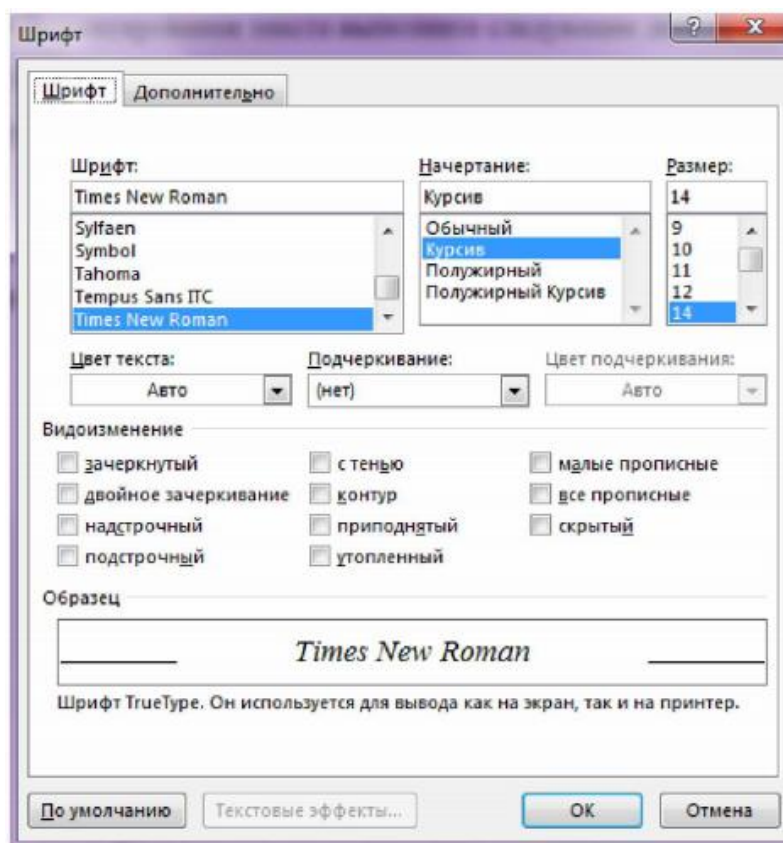 Шрифт
Шрифт Дополнительно
Шрифт: Начертание: Размер:
Times New Roman Курсив 14
Sylfaen Обычный 9
Symbol Курсив 10
Tahoma Полужирный 11
Tempus Sans ITC Полужирный Курсив 12
Times New Roman 14
Цвет текста: Подчеркивание: Цвет подчеркивания:
Авто (нет) Авто
Видоизменение
зачеркнутый с тенью малые прописные
двойное зачеркивание контур все прописные
надстрочный приподнятый скрытый
подстрочный утопленный
Образец
Times New Roman
Шрифт TrueType. Он используется для вывода как на экран, так и на принтер.
По умолчанию Текстовые эффекты... ОК Отмена